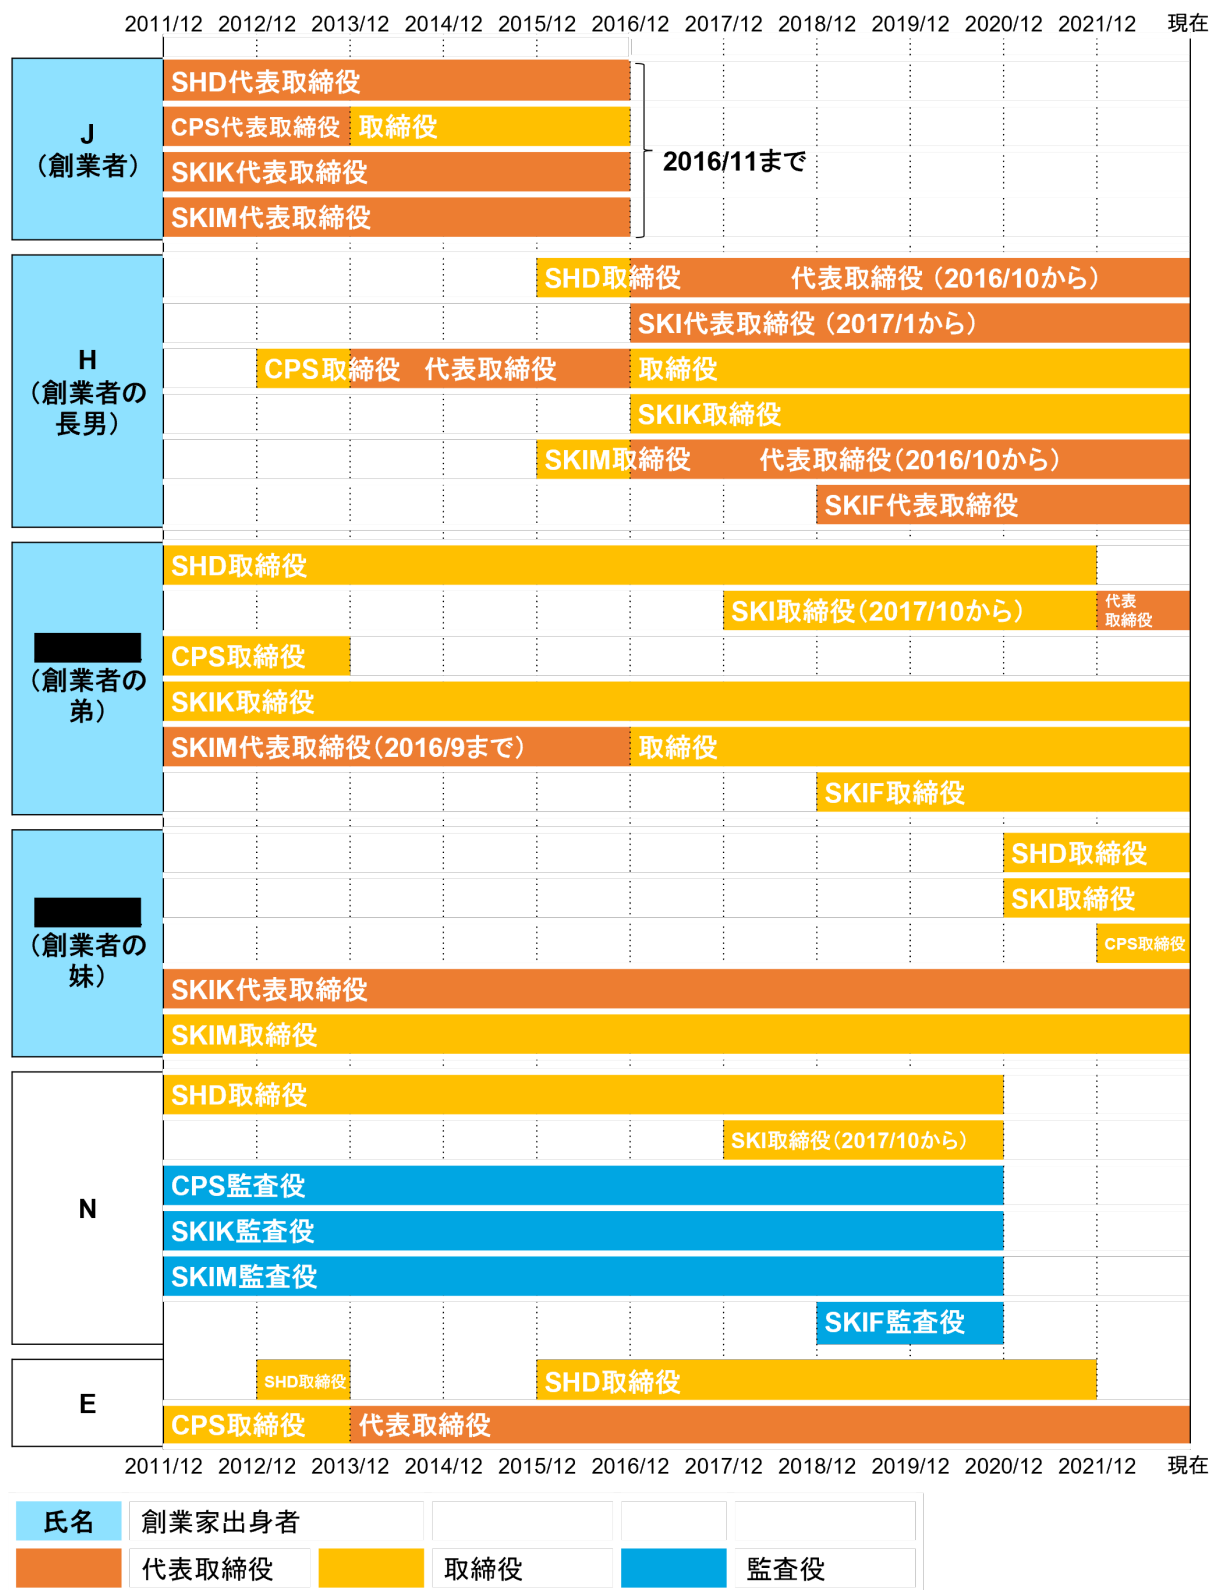 2011/12 2012/12 2013/12 2014/12 2015/12 2016/12 2017/12 2018/12 2019/12 2020/12 2021/12 現在
J
（創業者）
SHD代表取締役
CPS代表取締役 取締役
SKIK代表取締役
SKIM代表取締役
2016/11まで
H
（創業者の
長男）
SHD取締役 代表取締役（2016/10から）
SKI代表取締役（2017/1から）
CPS取締役 代表取締役 取締役
SKIK取締役
SKIM取締役 代表取締役（2016/10から）
SKIF代表取締役
（創業者の
弟）
SHD取締役
SKI取締役（2017/10から） 代表
取締役
CPS取締役
SKIK取締役
SKIM代表取締役（2016/9まで） 取締役
SKIF取締役
（創業者の
妹）
SHD取締役
SKI取締役
CPS取締役
SKIK代表取締役
SKIM取締役
N
SHD取締役
SKI取締役（2017/10から）
CPS監査役
SKIK監査役
SKIM監査役
SKIF監査役
E
SHD取締役 SHD取締役
CPS取締役 代表取締役
2011/12 2012/12 2013/12 2014/12 2015/12 2016/12 2017/12 2018/12 2019/12 2020/12 2021/12 現在
氏名 創業家出身者
代表取締役 取締役 監査役